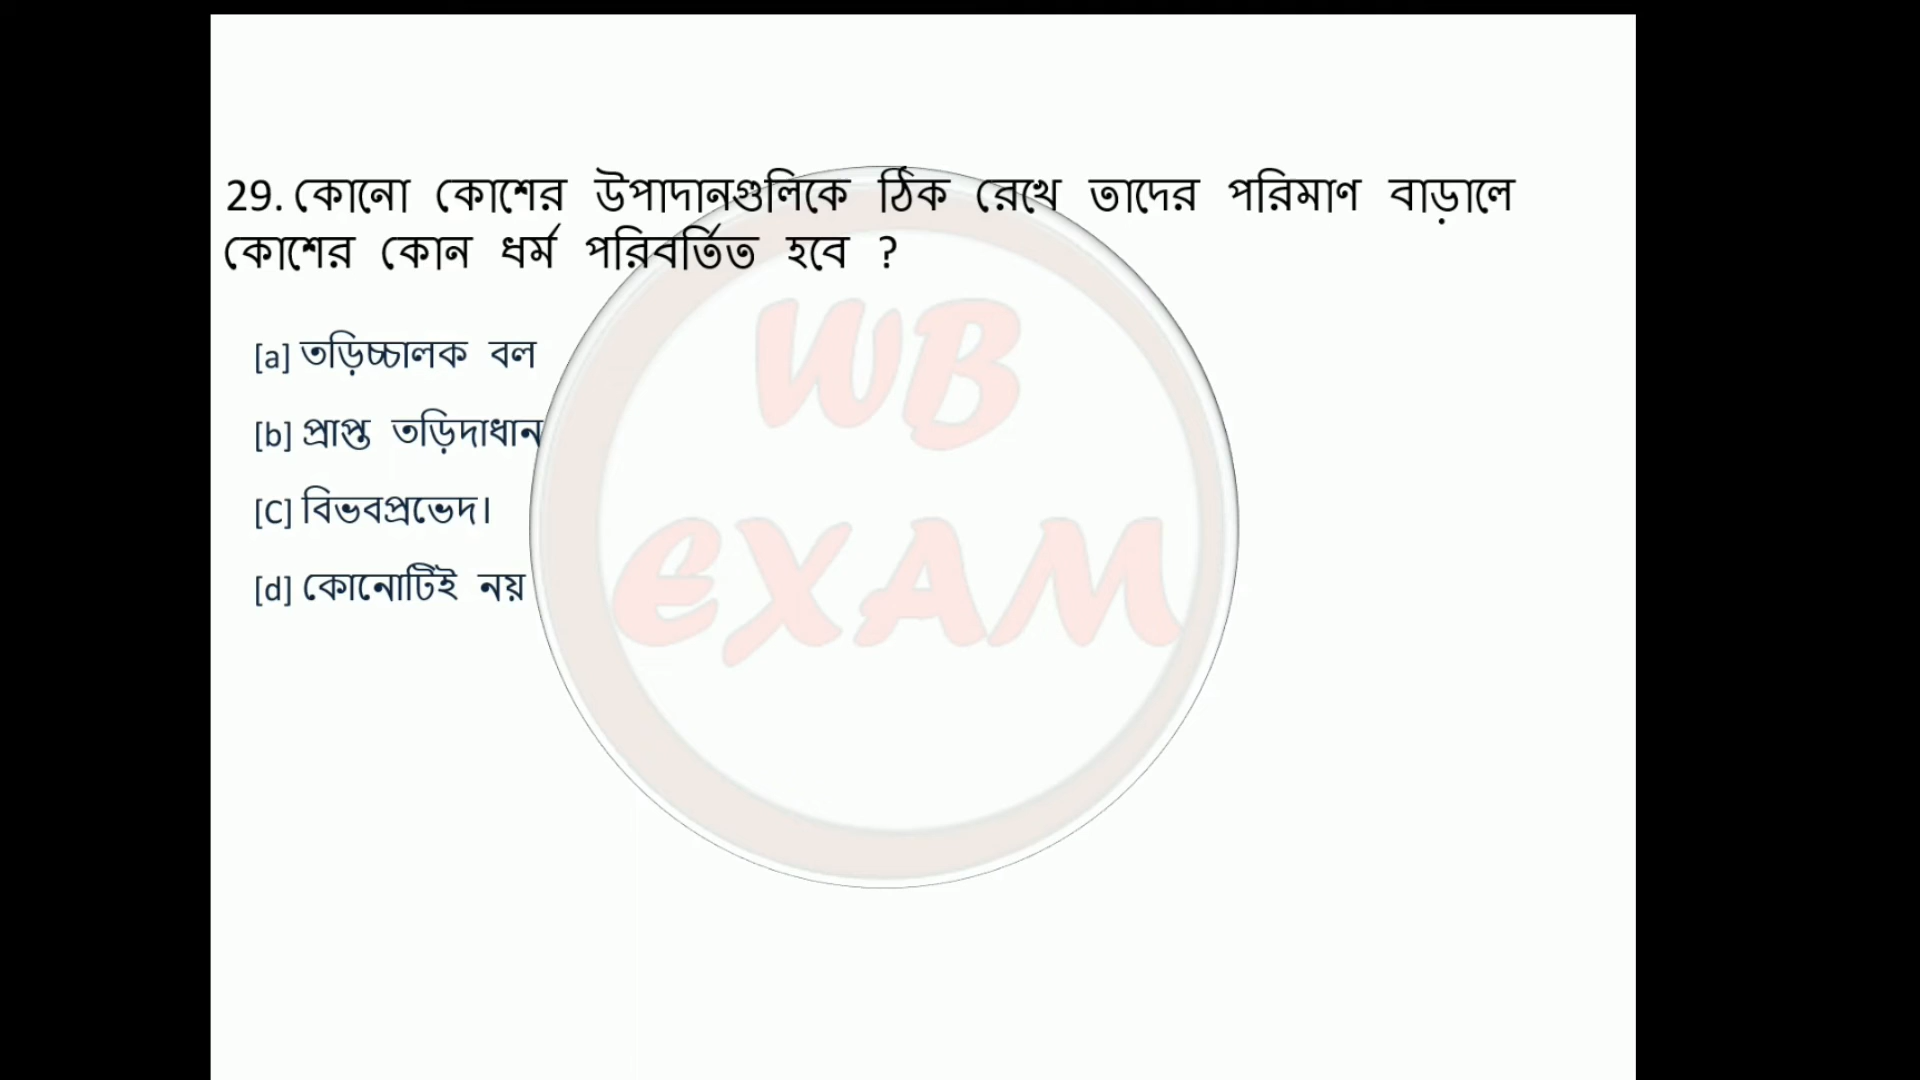 29. কোনো কোশের উপাদানগুলিকে ঠিক রেখে তাদের পরিমাণ বাড়ালে
কোশের কোন ধর্ম পরিবর্তিত হবে ?
[a] তড়িচ্চালক বল
[b] প্রাপ্ত তড়িদাধান
[C] বিভবপ্রভেদ।
[d] কোনোটিই নয়
WB
EXAM